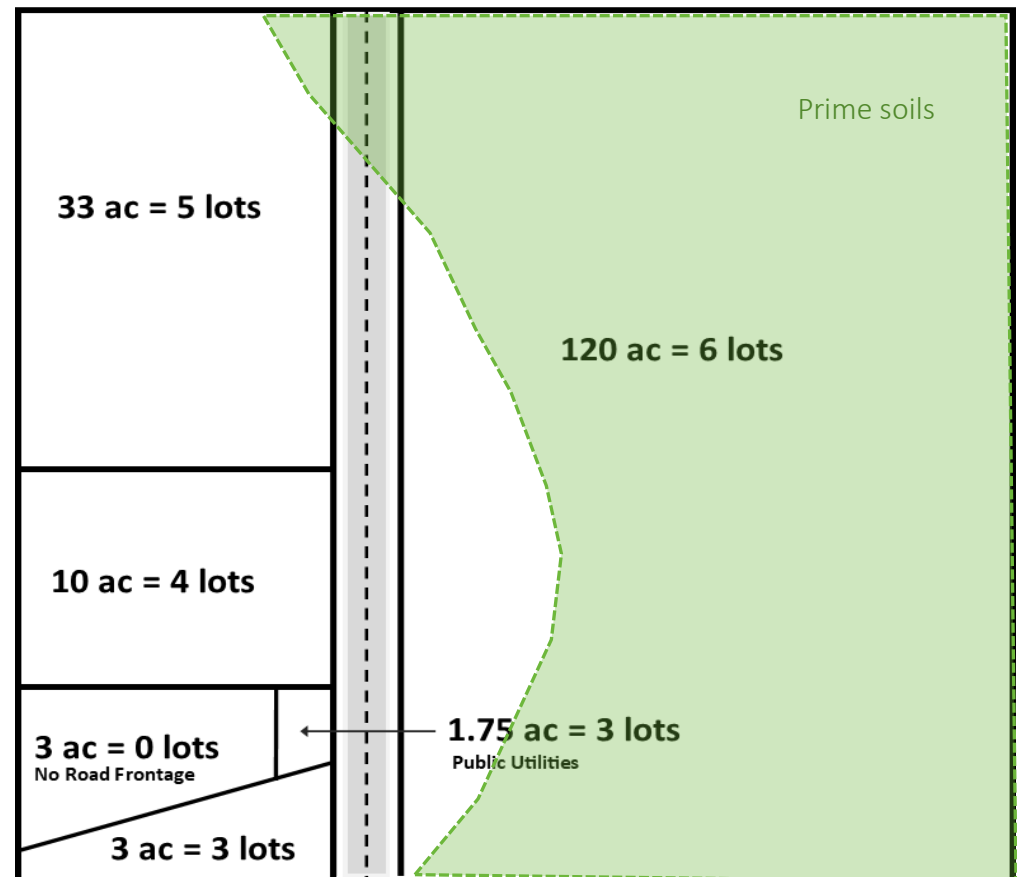 Prime soils
33 ac = 5 lots
120 ac = 6 lots
10 ac = 4 lots
1.75 ac = 3 lots
Public Utilities
3 ac = 0 lots
No Road Frontage
3 ac = 3 lots